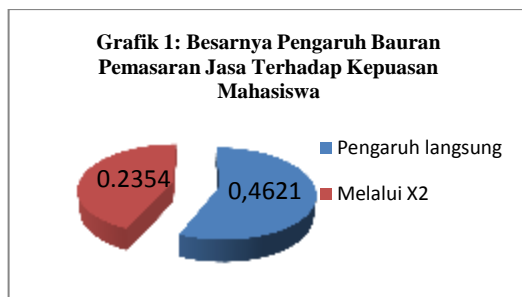 Grafik 1: Besarnya Pengaruh Bauran
Pemasaran Jasa Terhadap Kepuasan
Mahasiswa
0.2354
0,4621
Pengaruh langsung
Melalui X2